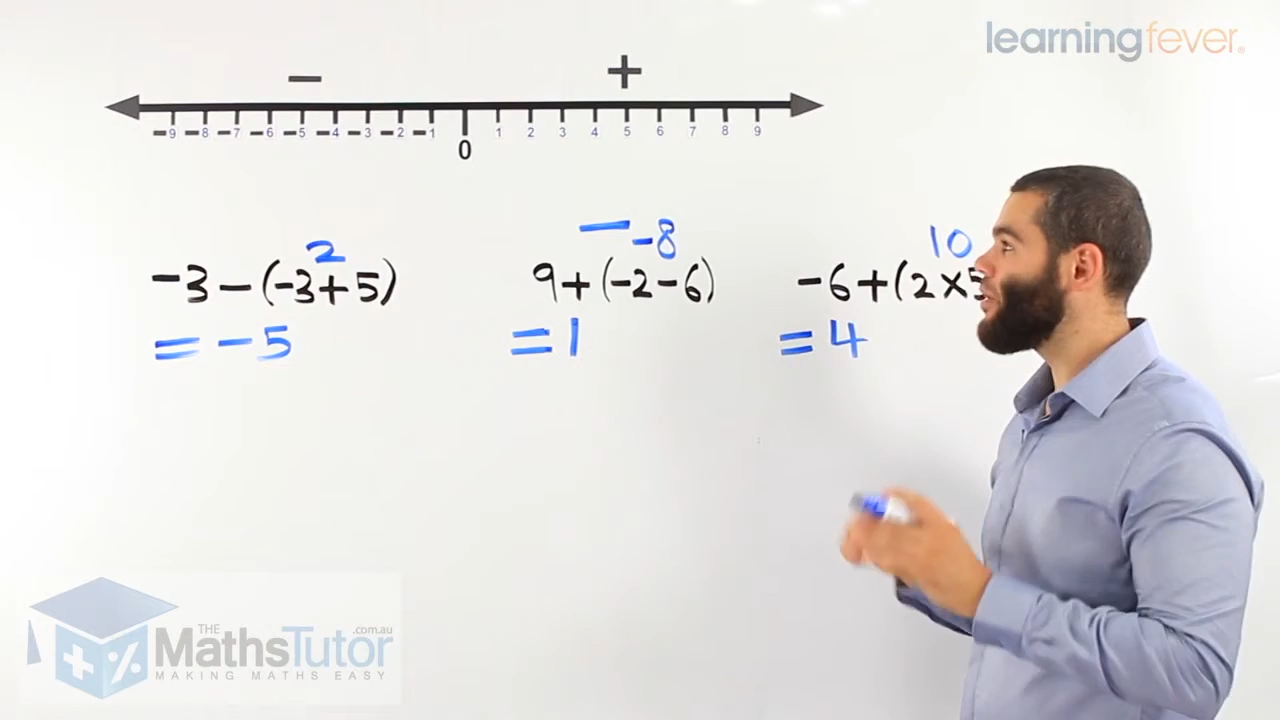 learningfever.
− +
-9 -8 -7 -6 -5 -4 -3 -2 -1 0 1 2 3 4 5 6 7 8 9
2
-3-(-3+5)
=-5
− -8
9+(-2-6)
=1
10
-6+(2×5
=4
THE
MathsTutor
.com.au
MAKING MATHS EASY